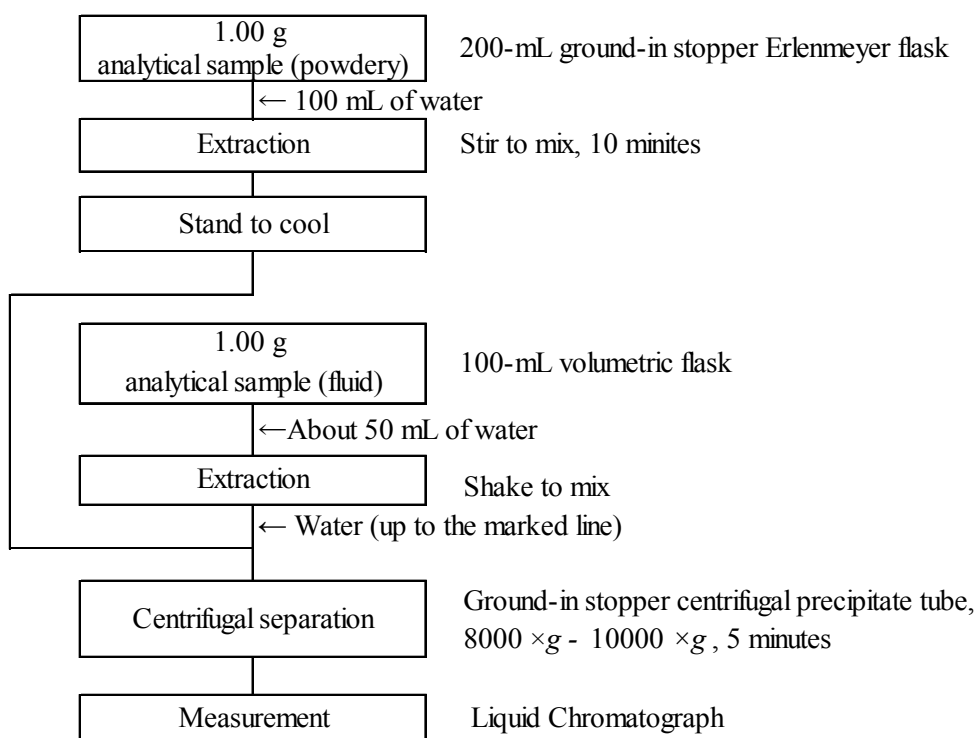 1.00 g
analytical sample (powdery)
200-mL ground-in stopper Erlenmeyer flask
← 100 mL of water
Extraction
Stir to mix, 10 minites
Stand to cool
1.00 g
analytical sample (fluid)
100-mL volumetric flask
←About 50 mL of water
Extraction
Shake to mix
← Water (up to the marked line)
Centrifugal separation
Ground-in stopper centrifugal precipitate tube,
8000 ×g - 10000 ×g , 5 minutes
Measurement
Liquid Chromatograph